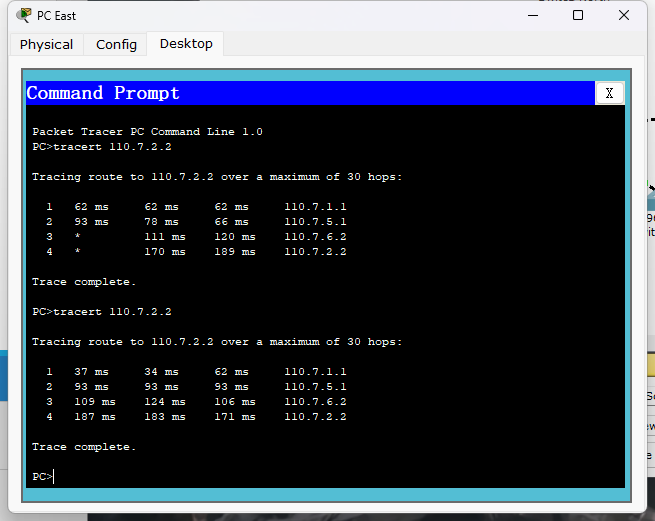 PC East
Physical Config Desktop
Command Prompt X
Packet Tracer PC Command Line 1.0
PC>tracert 110.7.2.2
Tracing route to 110.7.2.2 over a maximum of 30 hops:
1 62 ms 62 ms 62 ms 110.7.1.1
2 93 ms 78 ms 66 ms 110.7.5.1
3 * 111 ms 120 ms 110.7.6.2
4 * 170 ms 189 ms 110.7.2.2
Trace complete.
PC>tracert 110.7.2.2
Tracing route to 110.7.2.2 over a maximum of 30 hops:
1 37 ms 34 ms 62 ms 110.7.1.1
2 93 ms 93 ms 93 ms 110.7.5.1
3 109 ms 124 ms 106 ms 110.7.6.2
4 187 ms 183 ms 171 ms 110.7.2.2
Trace complete.
PC>